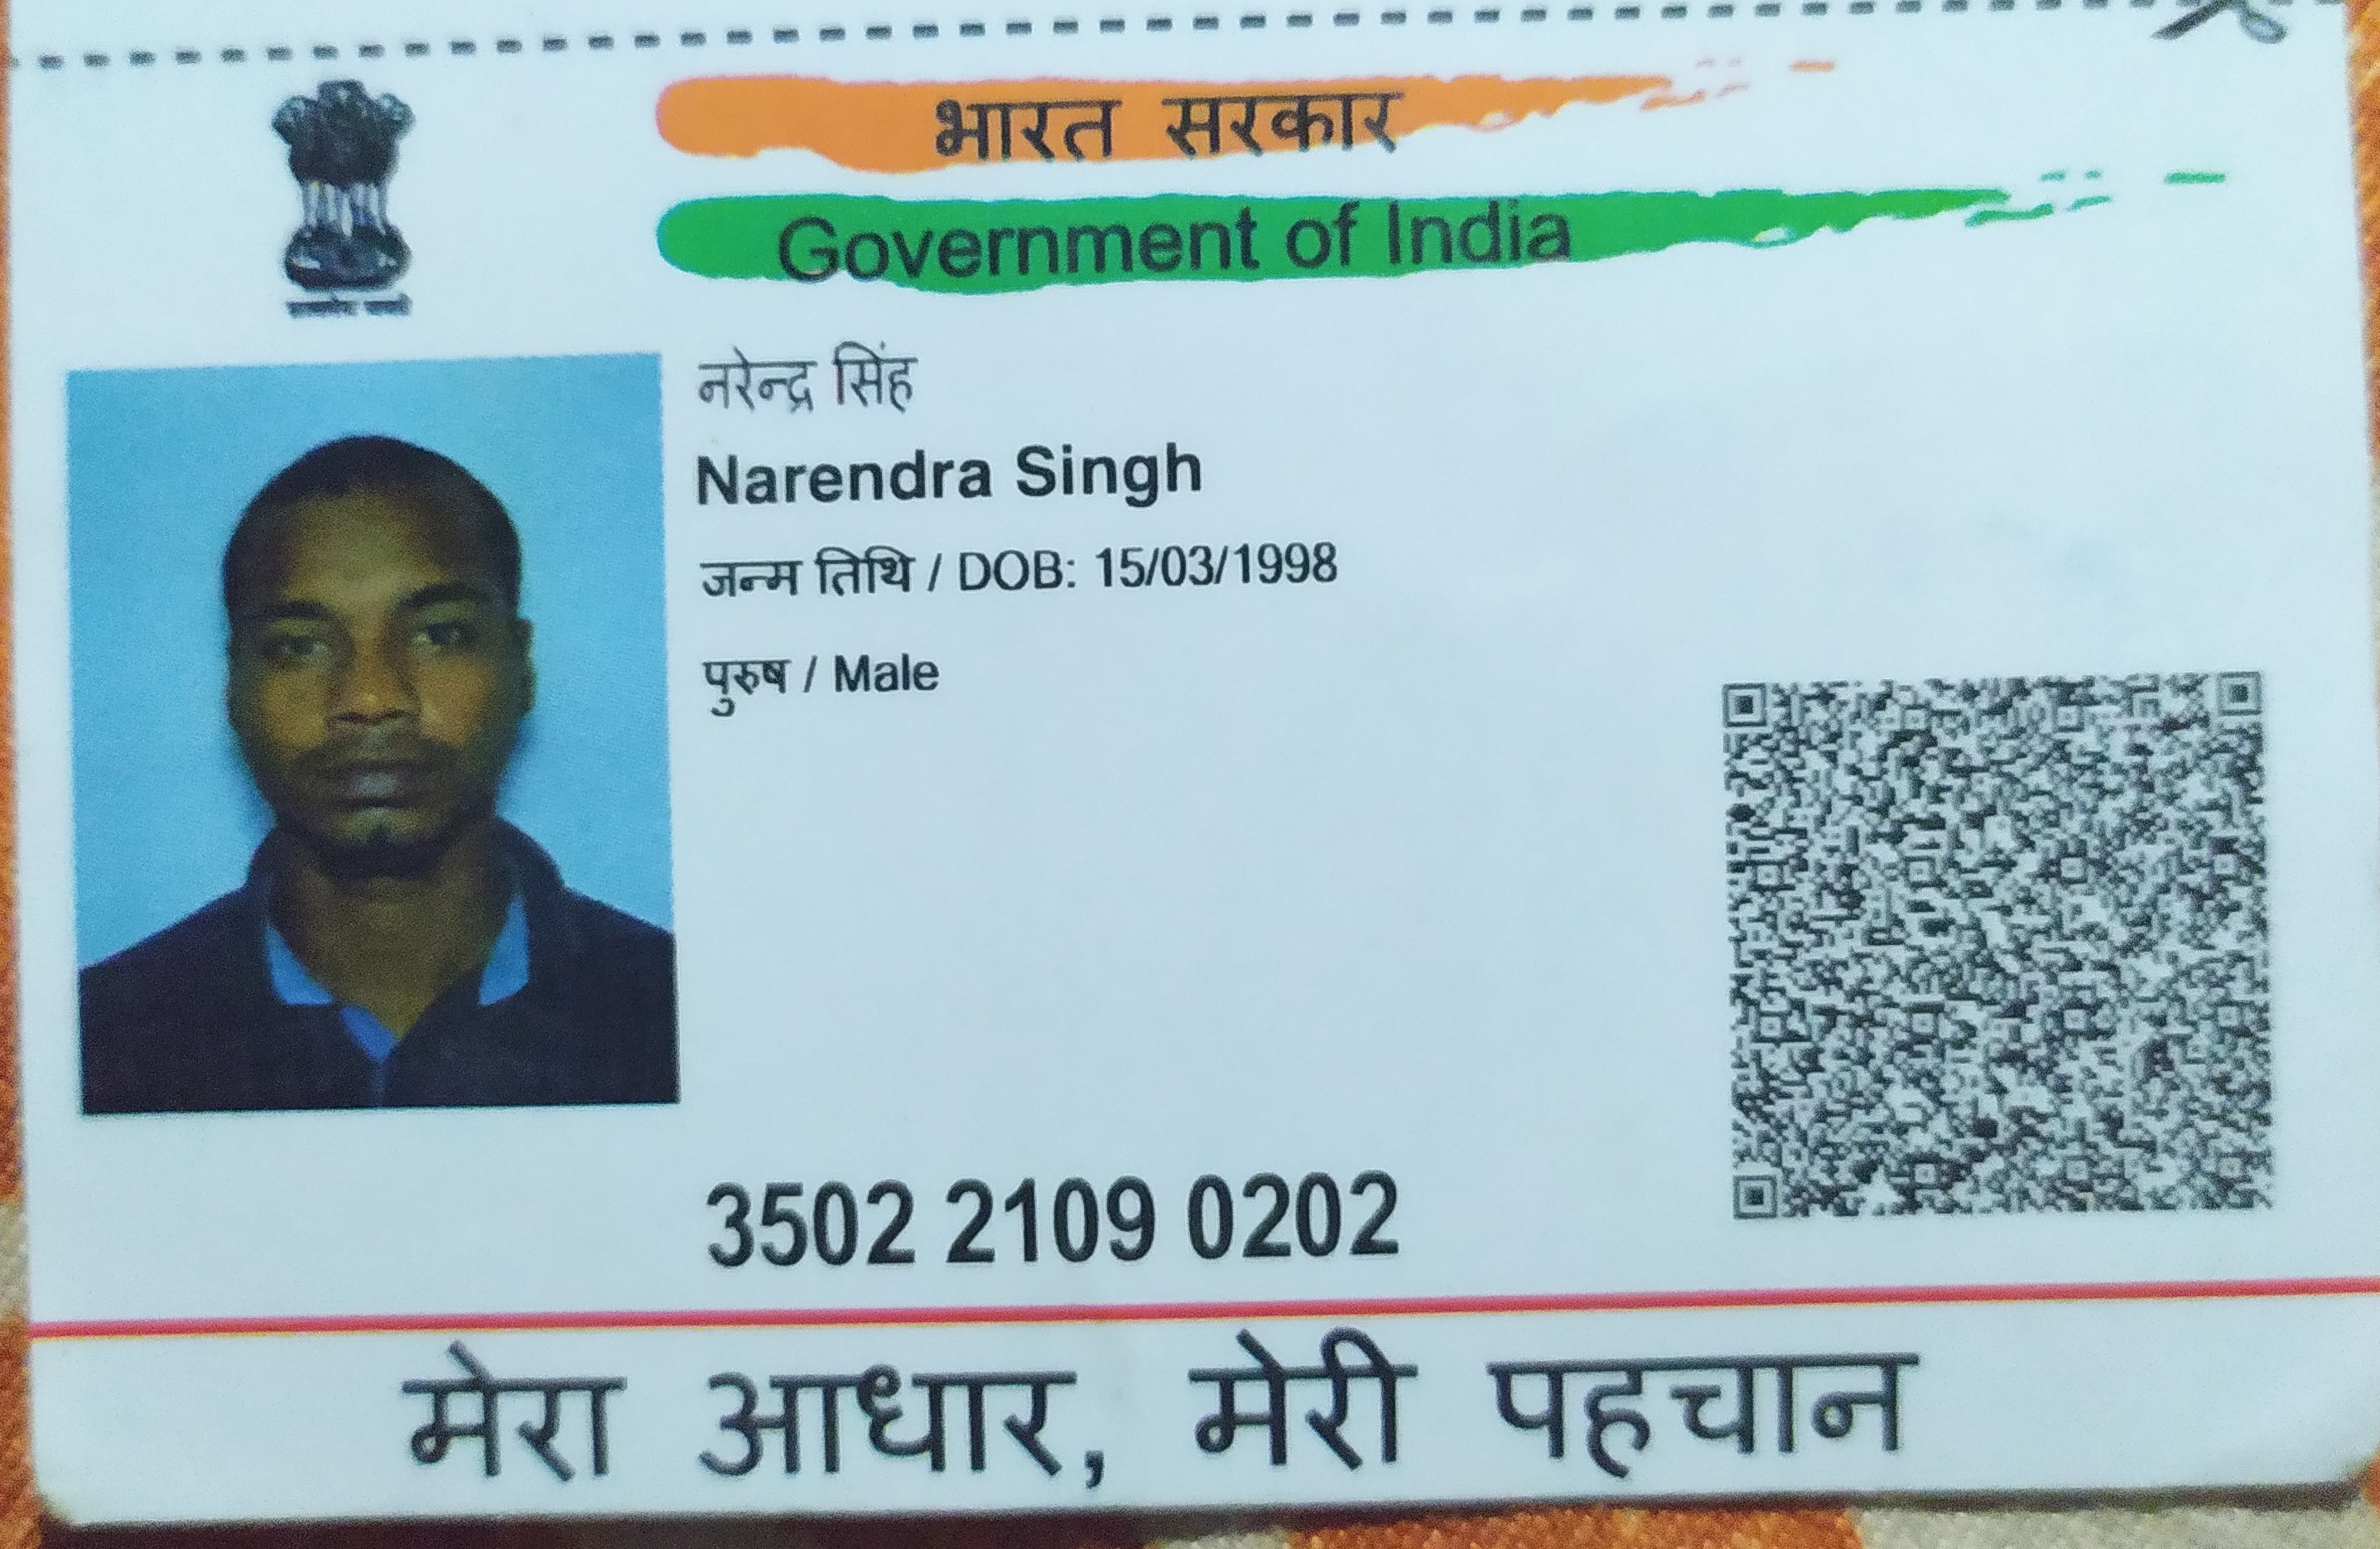 भारत सरकार
Government of India
नरेन्द्र सिंह
Narendra Singh
जन्म तिथि / DOB: 15/03/1998
पुरुष / Male
3502 2109 0202
मेरा आधार, मेरी पहचान